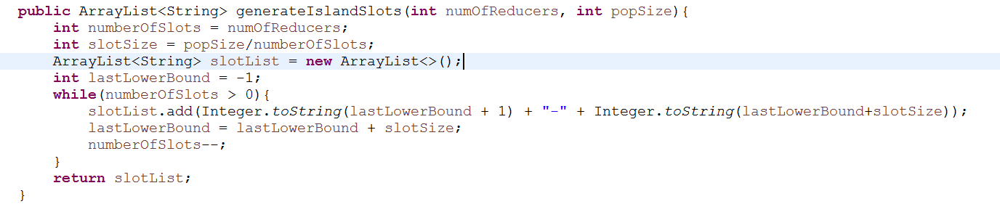 public ArrayList<String> generateIslandSlots(int numOfReducers, int popSize){
    int numberOfSlots = numOfReducers;
    int slotSize = popSize/numberOfSlots;
    ArrayList<String> slotList = new ArrayList<>();
    int lastLowerBound = -1;
    while(numberOfSlots > 0){
        slotList.add(Integer.toString(lastLowerBound + 1) + "-" + Integer.toString(lastLowerBound+slotSize));
        lastLowerBound = lastLowerBound + slotSize;
        numberOfSlots--;
    }
    return slotList;
}